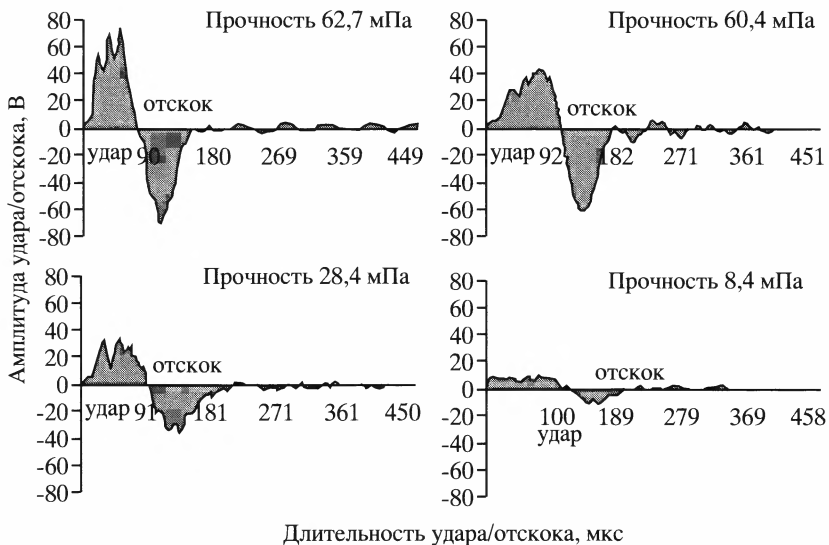 Амплитуда удара/отскока, В
Прочность 62,7 мПа
80
60
40
20
0
-20
-40
-60
-80
отскок
удар 90 180 269 359 449
Прочность 60,4 мПа
80
60
40
20
0
-20
-40
-60
-80
отскок
удар 92 182 271 361 451
Прочность 28,4 мПа
80
60
40
20
0
-20
-40
-60
-80
отскок
удар 91 181 271 361 450
Прочность 8,4 мПа
80
60
40
20
0
-20
-40
-60
-80
отскок
100 189 279 369 458
удар
Длительность удара/отскока, мкс